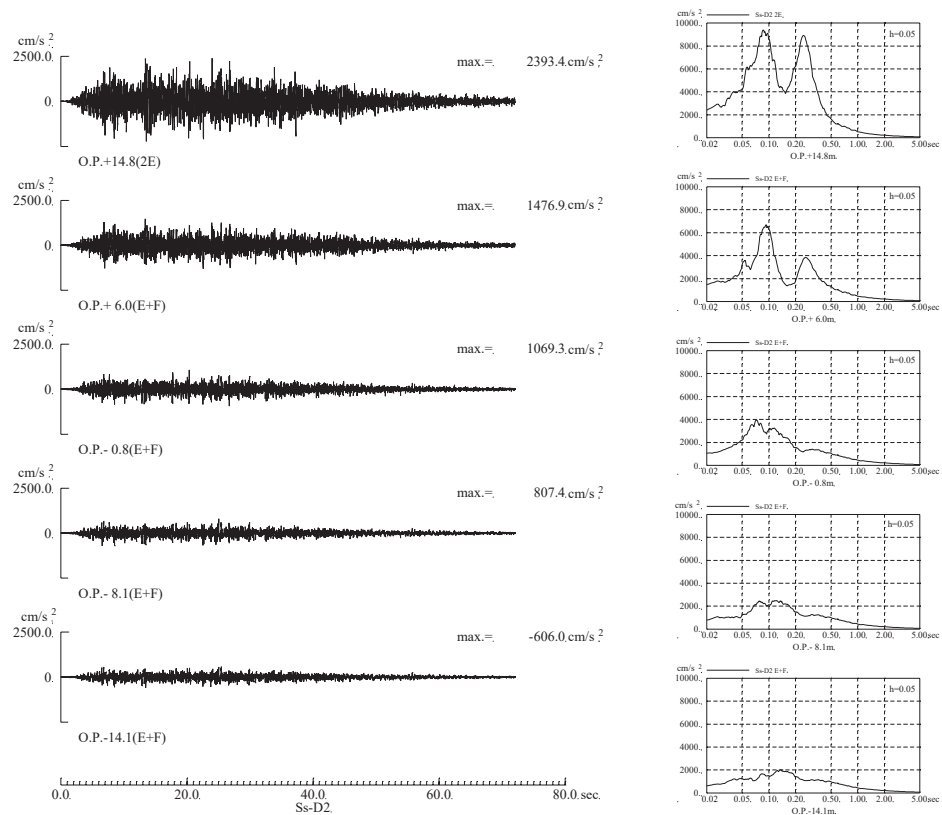 cm/s 2
2500.0.
0.
max.=. 2393.4.cm/s 2
O.P.+14.8(2E)
cm/s 2
2500.0.
0.
max.=. 1476.9.cm/s 2
O.P.+ 6.0(E+F)
cm/s 2
2500.0.
0.
max.=. 1069.3.cm/s 2
O.P.- 0.8(E+F)
cm/s 2
2500.0.
0.
max.=. 807.4.cm/s 2
O.P.- 8.1(E+F)
cm/s 2
2500.0.
0.
max.=. -606.0.cm/s 2
O.P.-14.1(E+F)
0.0. 20.0. 40.0. 60.0. 80.0.sec.
Ss-D2.
cm/s 2 Ss-D2 2E.
10000..
8000..
6000..
4000..
2000..
0..
h=0.05
0.02 0.05. 0.10. 0.20. 0.50. 1.00. 2.00. 5.00sec
O.P.+14.8m.
cm/s 2 Ss-D2 E+F.
10000..
8000..
6000..
4000..
2000..
0..
h=0.05
0.02 0.05. 0.10. 0.20. 0.50. 1.00. 2.00. 5.00sec
O.P.+ 6.0m.
cm/s 2 Ss-D2 E+F.
10000..
8000..
6000..
4000..
2000..
0..
h=0.05
0.02 0.05. 0.10. 0.20. 0.50. 1.00. 2.00. 5.00sec
O.P.- 0.8m.
cm/s 2 Ss-D2 E+F.
10000..
8000..
6000..
4000..
2000..
0..
h=0.05
0.02 0.05. 0.10. 0.20. 0.50. 1.00. 2.00. 5.00sec
O.P.- 8.1m.
cm/s 2 Ss-D2 E+F.
10000..
8000..
6000..
4000..
2000..
0..
h=0.05
0.02 0.05. 0.10. 0.20. 0.50. 1.00. 2.00. 5.00sec
O.P.-14.1m.